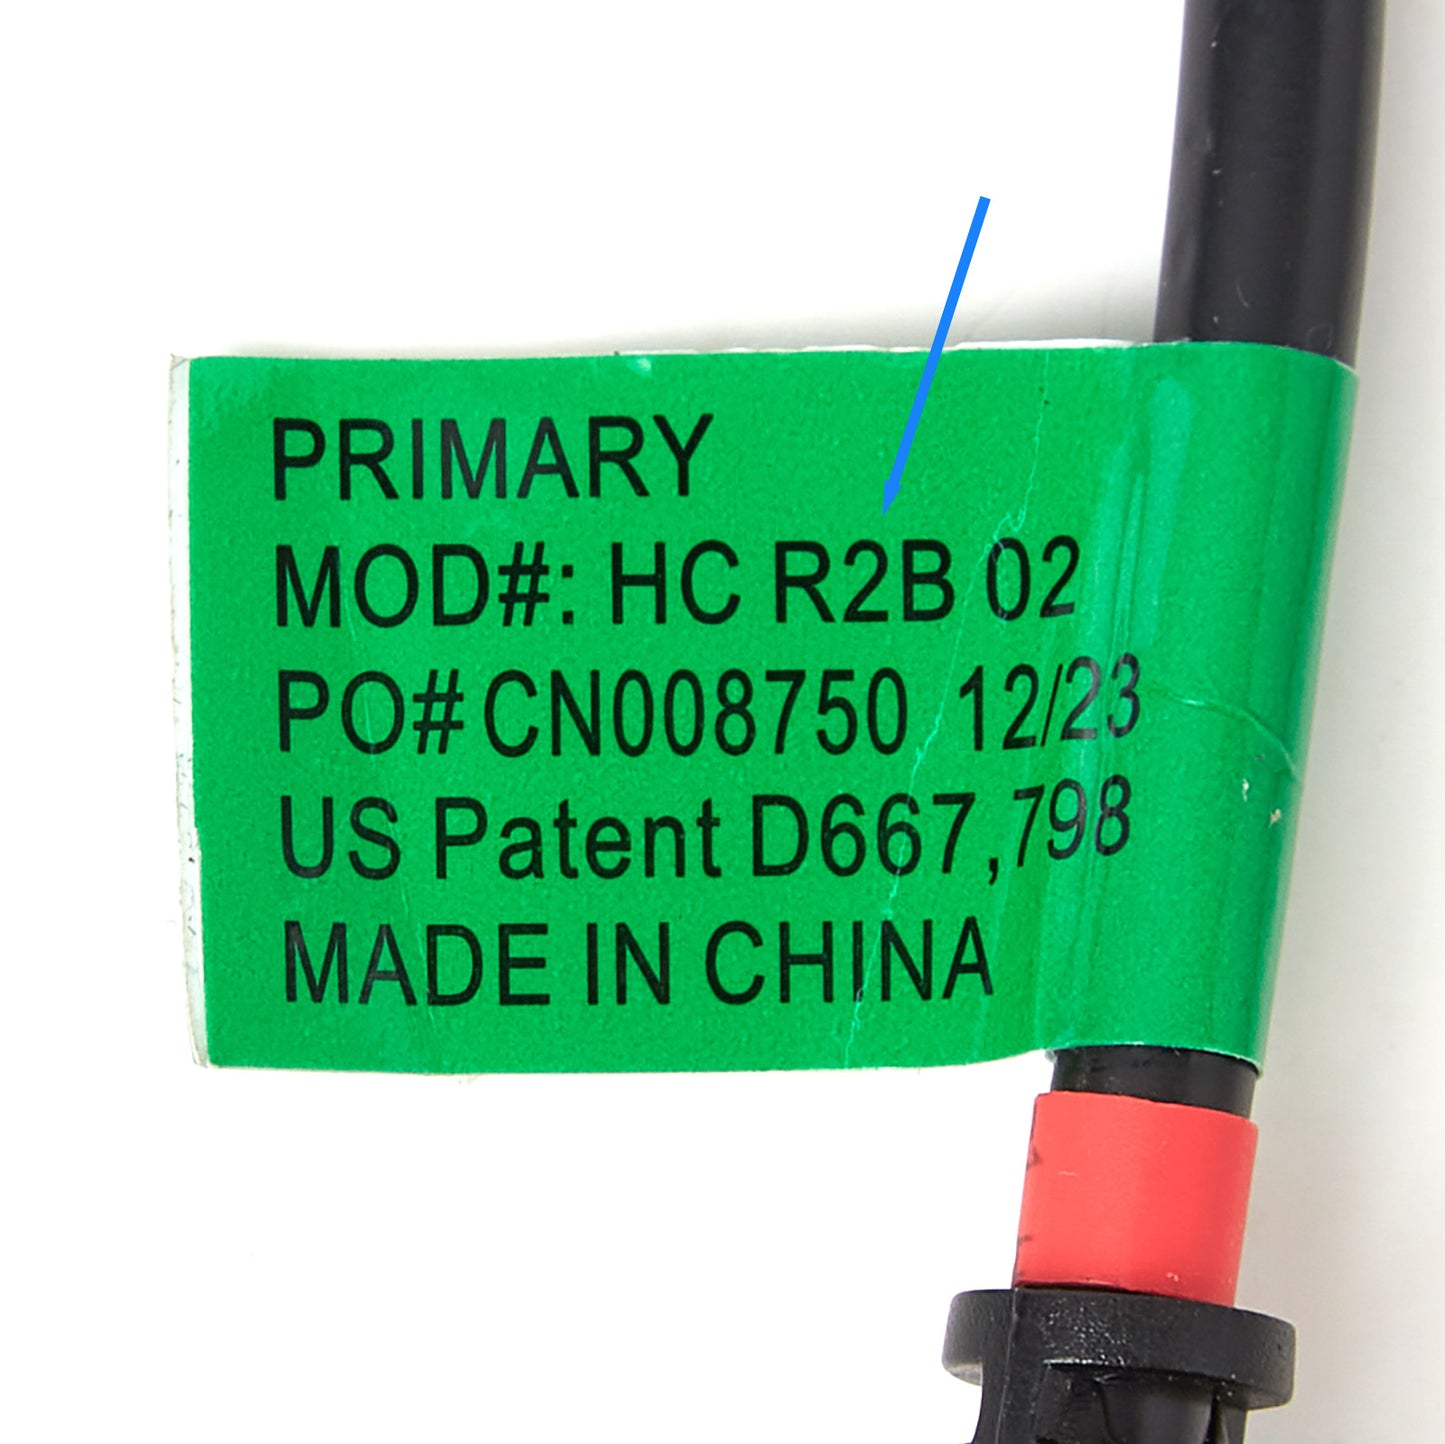 PRIMARY
MOD#: HC R2B 02
PO# CN008750 12/23
US Patent D667,798
MADE IN CHINA